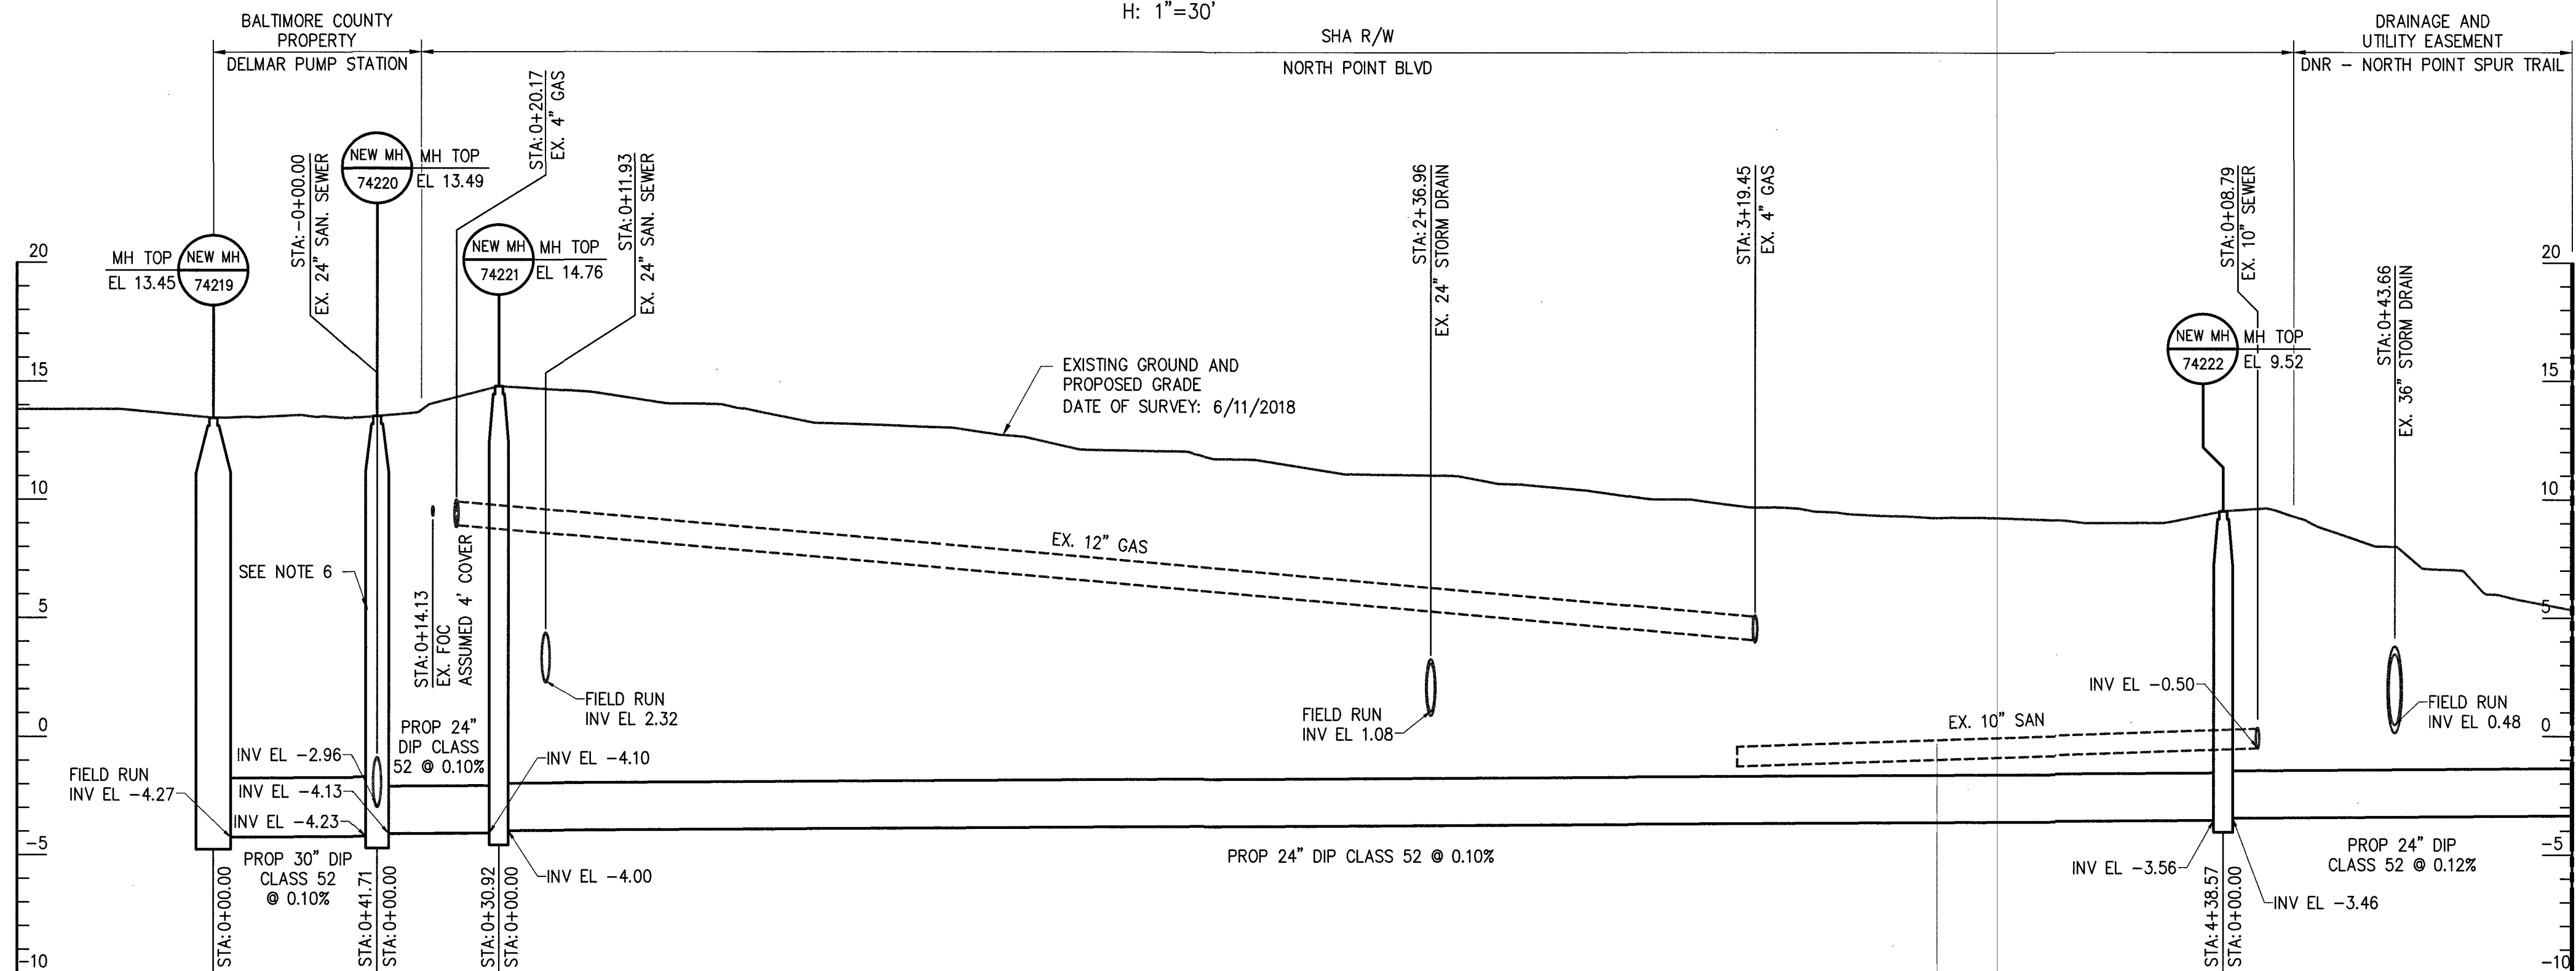 H: 1"=30'
BALTIMORE COUNTY
PROPERTY
DELMAR PUMP STATION
SHA R/W
NORTH POINT BLVD
DRAINAGE AND
UTILITY EASEMENT
DNR - NORTH POINT SPUR TRAIL
MH TOP
EL 13.45
NEW MH
74219
STA:-0+00.00
EX. 24" SAN. SEWER
NEW MH
74220
MH TOP
EL 13.49
STA:0+20.17
EX. 4" GAS
NEW MH
74221
MH TOP
EL 14.76
STA:0+11.93
EX. 24" SAN. SEWER
STA:2+36.96
EX. 24" STORM DRAIN
STA:3+19.45
EX. 4" GAS
NEW MH
74222
MH TOP
EL 9.52
STA:0+08.79
EX. 10" SEWER
STA:0+43.66
EX. 36" STORM DRAIN
20
15
10
5
0
-5
-10
20
15
10
5
0
-5
-10
EXISTING GROUND AND
PROPOSED GRADE
DATE OF SURVEY: 6/11/2018
EX. 12" GAS
SEE NOTE 6
STA:0+14.13
EX. FOC
ASSUMED 4' COVER
FIELD RUN
INV EL 2.32
FIELD RUN
INV EL 1.08
INV EL -0.50
EX. 10" SAN
FIELD RUN
INV EL 0.48
PROP 24"
DIP CLASS
52 @ 0.10%
INV EL -2.96
FIELD RUN
INV EL -4.27
INV EL -4.13
INV EL -4.23
INV EL -4.10
INV EL -4.00
PROP 30" DIP
CLASS 52
@ 0.10%
PROP 24" DIP CLASS 52 @ 0.10%
INV EL -3.56
INV EL -3.46
PROP 24" DIP
CLASS 52 @ 0.12%
STA:0+00.00
STA:0+41.71
STA:0+00.00
STA:0+30.92
STA:0+00.00
STA:4+38.57
STA:0+00.00